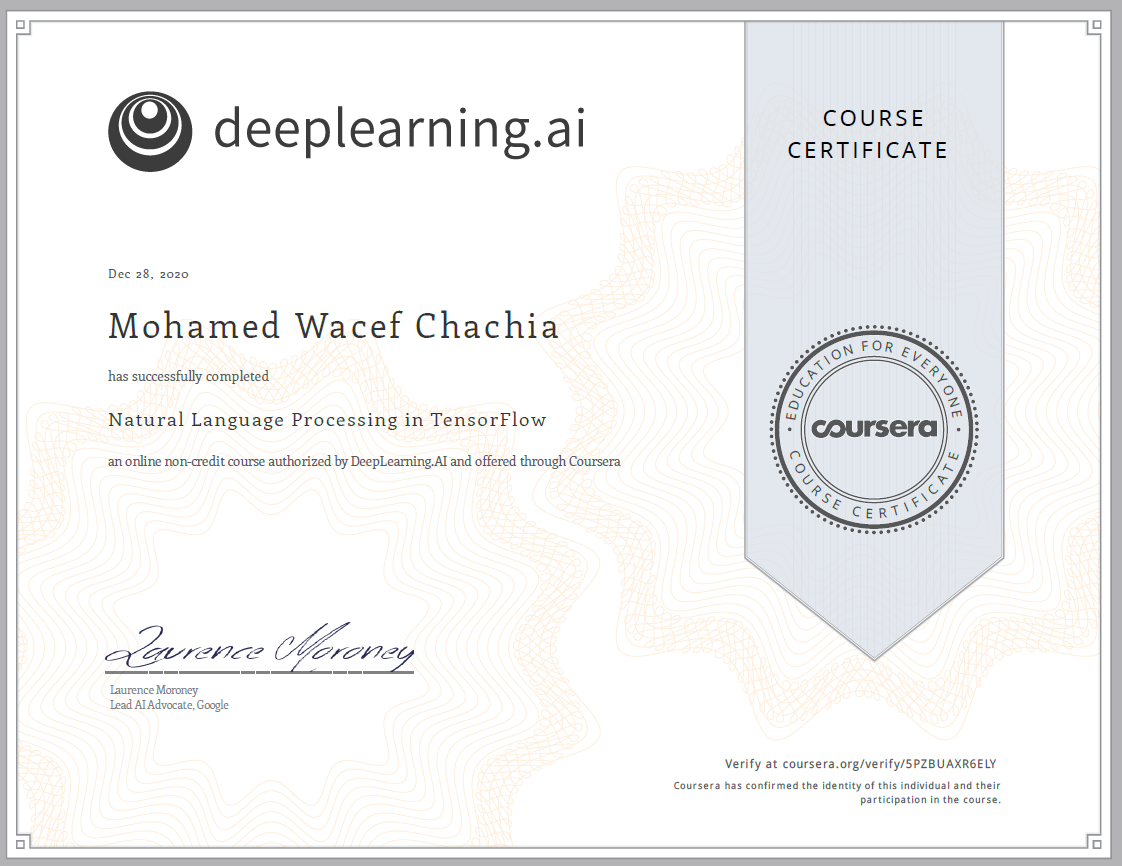 deeplearning.ai
COURSE
CERTIFICATE
Dec 28, 2020
Mohamed Wacef Chachia
has successfully completed
Natural Language Processing in TensorFlow
an online non-credit course authorized by DeepLearning.AI and offered through Coursera
EDUCATION FOR EVERYONE
coursera
COURSE CERTIFICATE
Laurence Moroney
Laurence Moroney
Lead AI Advocate, Google
Verify at coursera.org/verify/5PZBUAXR6ELY
Coursera has confirmed the identity of this individual and their
participation in the course.